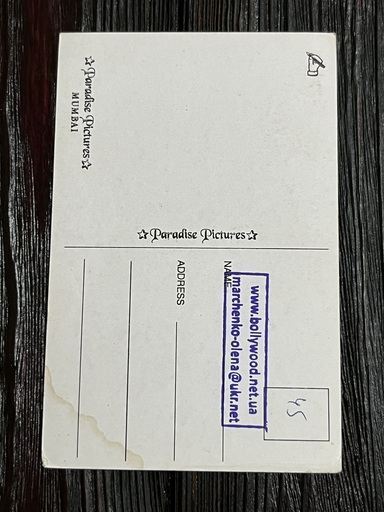 ☆Paradise Pictures☆
MUMBAI
☆Paradise Pictures☆
45
www.bollywood.net.ua
marchenko-olena@ukr.net
NAME
ADDRESS